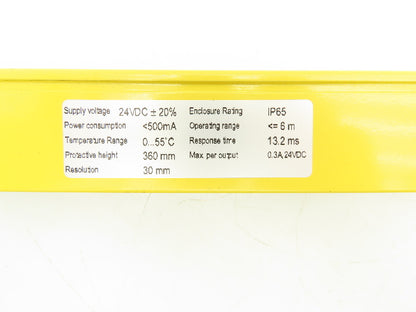 Supply voltage 24VDC ± 20% Enclosure Rating IP65
Power consumption <500mA Operating range <= 6 m
Temperature Range 0...55°C Response time 13.2 ms
Protective height 360 mm Max. per output 0.3A, 24VDC
Resolution 30 mm